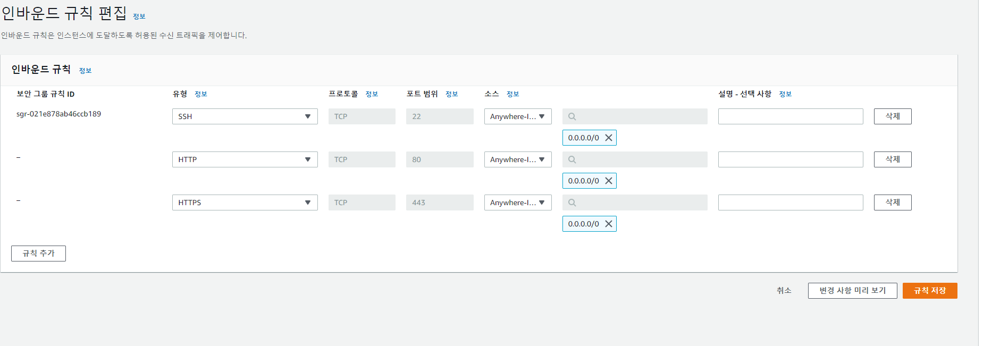 인바운드 규칙 편집 정보
인바운드 규칙은 인스턴스에 도달하도록 허용된 수신 트래픽을 제어합니다.
인바운드 규칙 정보
보안 그룹 규칙 ID 유형 정보 프로토콜 정보 포트 범위 정보 소스 정보 설명 - 선택 사항 정보
sgr-021e878ab46ccb189 SSH TCP 22 Anywhere-I... 삭제
0.0.0.0/0
– HTTP TCP 80 Anywhere-I... 삭제
0.0.0.0/0
– HTTPS TCP 443 Anywhere-I... 삭제
0.0.0.0/0
규칙 추가
취소 변경 사항 미리 보기 규칙 저장